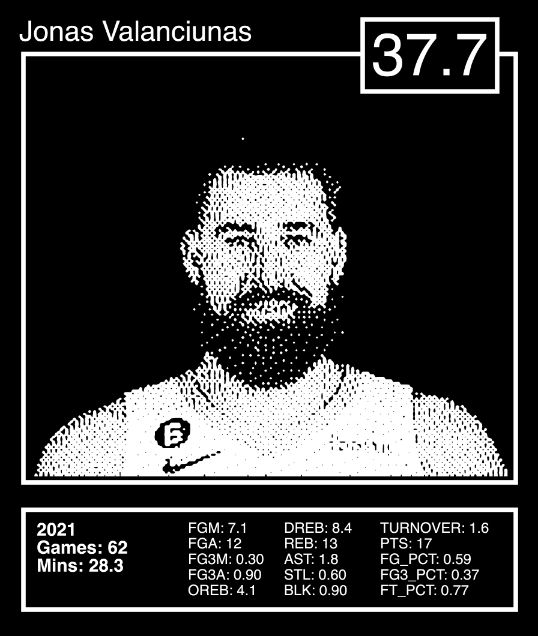 Jonas Valanciunas
37.7
6
2021
Games: 62
Mins: 28.3
FGM: 7.1
FGA: 12
FG3M: 0.30
FG3A: 0.90
OREB: 4.1
DREB: 8.4
REB: 13
AST: 1.8
STL: 0.60
BLK: 0.90
TURNOVER: 1.6
PTS: 17
FG_PCT: 0.59
FG3_PCT: 0.37
FT_PCT: 0.77